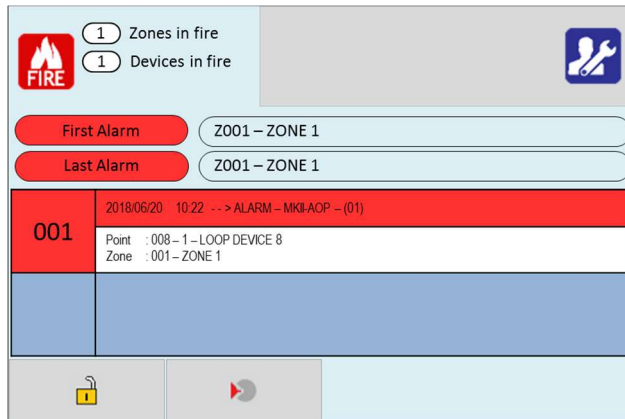 1 Zones in fire
1 Devices in fire
FIRE
First Alarm Z001 – ZONE 1
Last Alarm Z001 – ZONE 1
001
2018/06/20 10:22 - - > ALARM – MKII-AOP – (01)
Point : 008 – 1 – LOOP DEVICE 8
Zone : 001 – ZONE 1